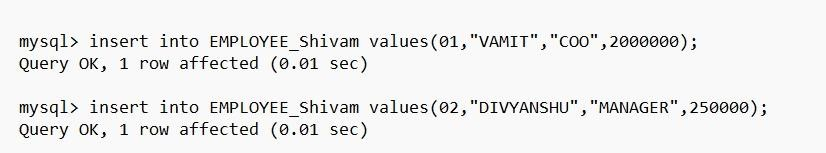 mysql> insert into EMPLOYEE_Shivam values(01,"VAMIT","COO",2000000);
Query OK, 1 row affected (0.01 sec)
mysql> insert into EMPLOYEE_Shivam values(02,"DIVYANSHU","MANAGER",250000);
Query OK, 1 row affected (0.01 sec)